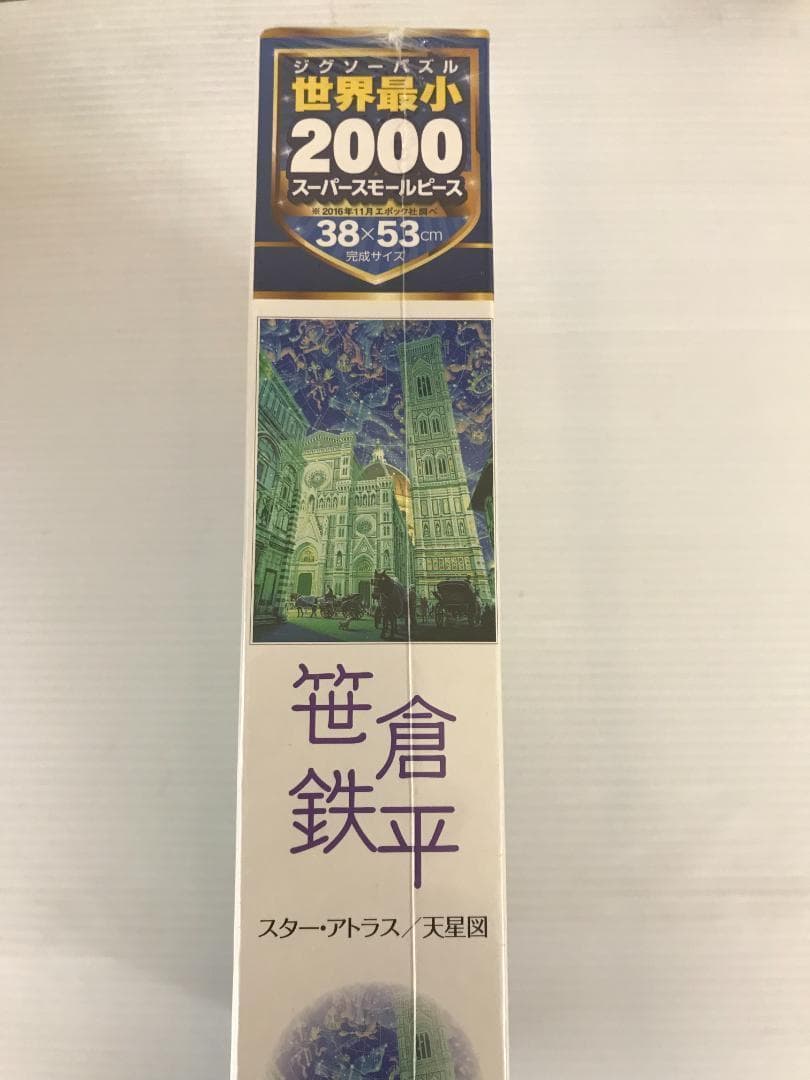 ジグソーパズル
世界最小
2000
スーパースモールピース
※2016年11月エポック社調べ
38×53cm
完成サイズ
笹倉
鉄平
スター・アトラス／天星図